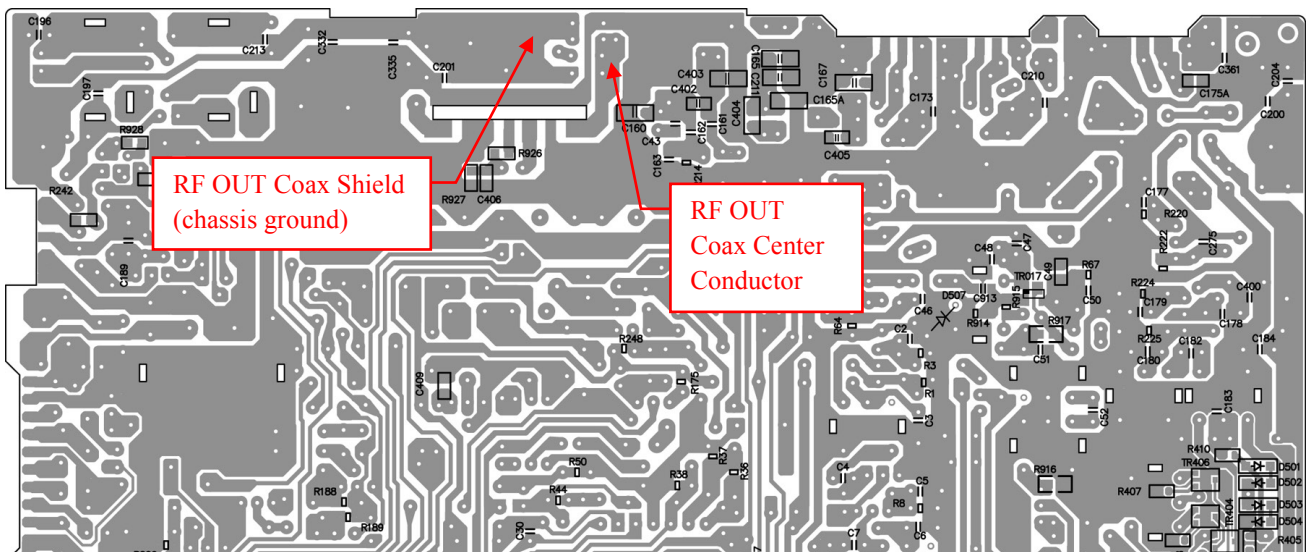 C196
C213
C332
C335
C201
C197
R928
R242
C189
RF OUT Coax Shield
(chassis ground)
R926
R927
C406
C160
C43
C163
C403
C402
C162
C161
C404
C165
C211
C165A
C167
C405
C173
C210
C361
C175A
C204
C200
RF OUT
Coax Center
Conductor
C177
R220
R222
C275
C48
C47
C49
R67
TR017
C913
R915
C50
D507
C46
R914
R917
C51
R64
C2
R3
R1
C3
R224
C179
C400
C178
R225
C180
C182
C184
C183
C52
R248
R175
C409
R37
R36
R38
R50
R44
C30
R188
R189
C4
C5
R8
C6
C7
R916
R410
TR406
R407
TR404
D501
D502
D503
D504
R405